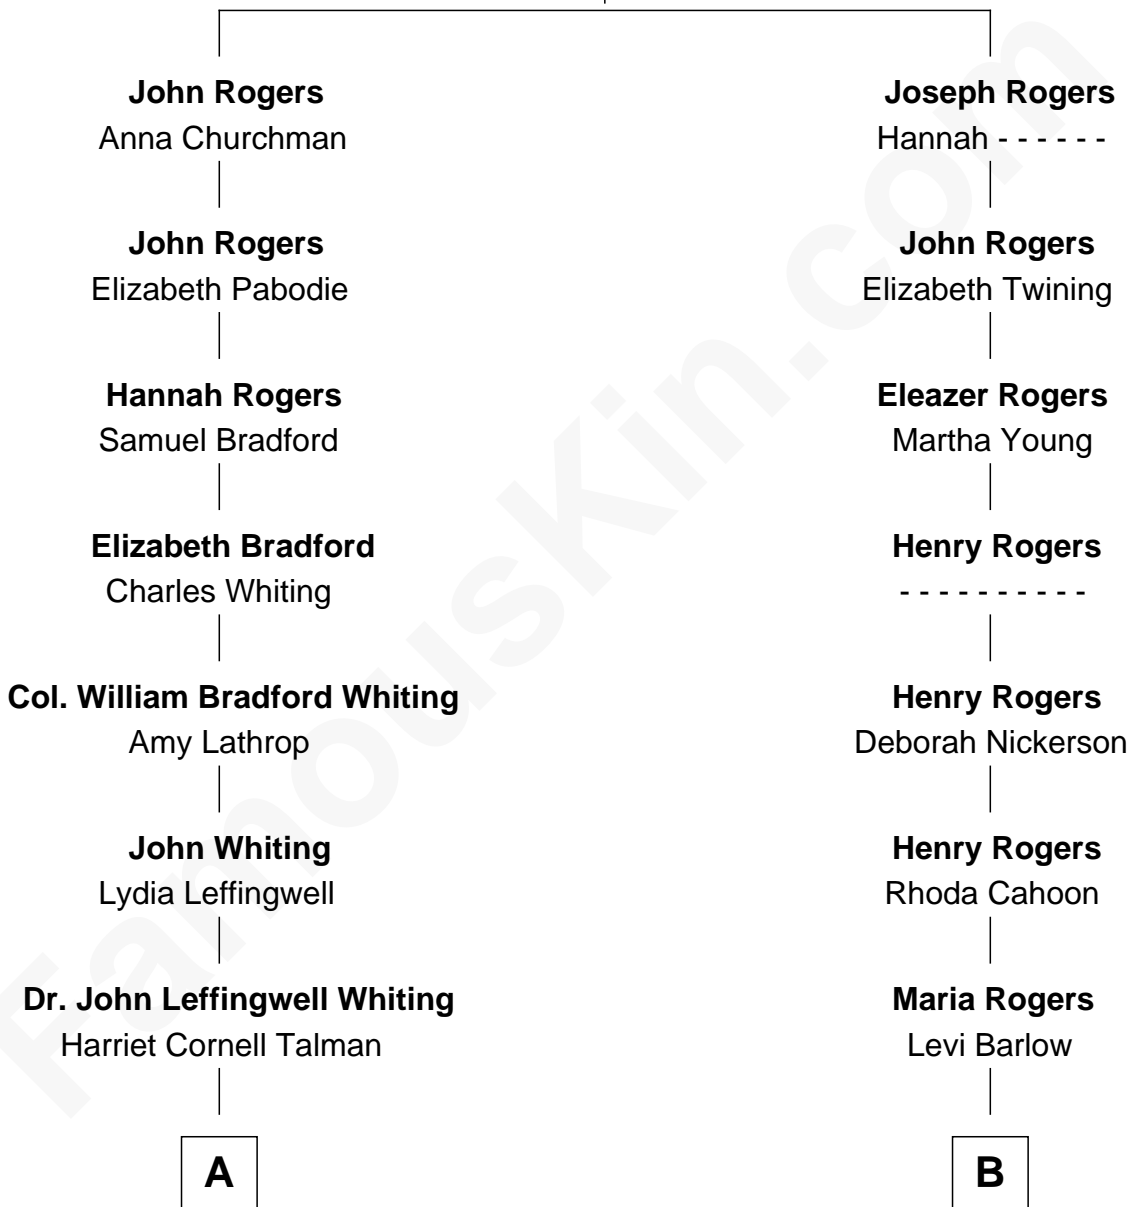 John Rogers
Anna Churchman
John Rogers
Elizabeth Pabodie
Hannah Rogers
Samuel Bradford
Elizabeth Bradford
Charles Whiting
Col. William Bradford Whiting
Amy Lathrop
John Whiting
Lydia Leffingwell
Dr. John Leffingwell Whiting
Harriet Cornell Talman
A
Joseph Rogers
Hannah - - - - - -
John Rogers
Elizabeth Twining
Eleazer Rogers
Martha Young
Henry Rogers
- - - - - - - - - -
Henry Rogers
Deborah Nickerson
Henry Rogers
Rhoda Cahoon
Maria Rogers
Levi Barlow
B
FamousKin.com